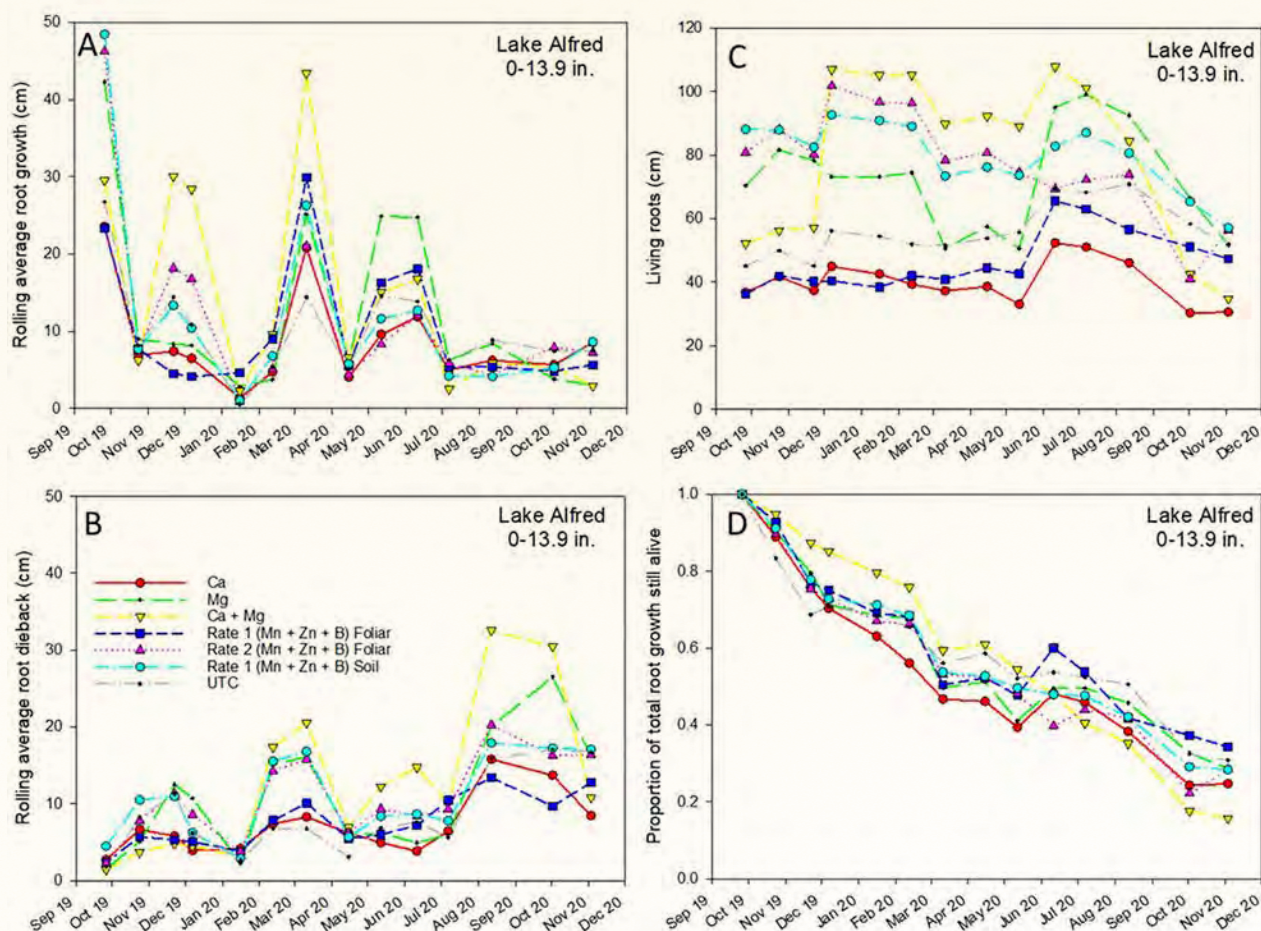 A
Lake Alfred
0-13.9 in.
Rolling average root growth (cm)
50
40
30
20
10
0
Sep 19 Oct 19 Nov 19 Dec 19 Jan 20 Feb 20 Mar 20 Apr 20 May 20 Jun 20 Jul 20 Aug 20 Sep 20 Oct 20 Nov 20 Dec 20
C
Lake Alfred
0-13.9 in.
Living roots (cm)
120
100
80
60
40
20
0
Sep 19 Oct 19 Nov 19 Dec 19 Jan 20 Feb 20 Mar 20 Apr 20 May 20 Jun 20 Jul 20 Aug 20 Sep 20 Oct 20 Nov 20 Dec 20
B
Lake Alfred
0-13.9 in.
Rolling average root dieback (cm)
50
40
30
20
10
0
Ca
Mg
Ca + Mg
Rate 1 (Mn + Zn + B) Foliar
Rate 2 (Mn + Zn + B) Foliar
Rate 1 (Mn + Zn + B) Soil
UTC
Sep 19 Oct 19 Nov 19 Dec 19 Jan 20 Feb 20 Mar 20 Apr 20 May 20 Jun 20 Jul 20 Aug 20 Sep 20 Oct 20 Nov 20 Dec 20
D
Lake Alfred
0-13.9 in.
Proportion of total root growth still alive
1.0
0.8
0.6
0.4
0.2
0.0
Sep 19 Oct 19 Nov 19 Dec 19 Jan 20 Feb 20 Mar 20 Apr 20 May 20 Jun 20 Jul 20 Aug 20 Sep 20 Oct 20 Nov 20 Dec 20